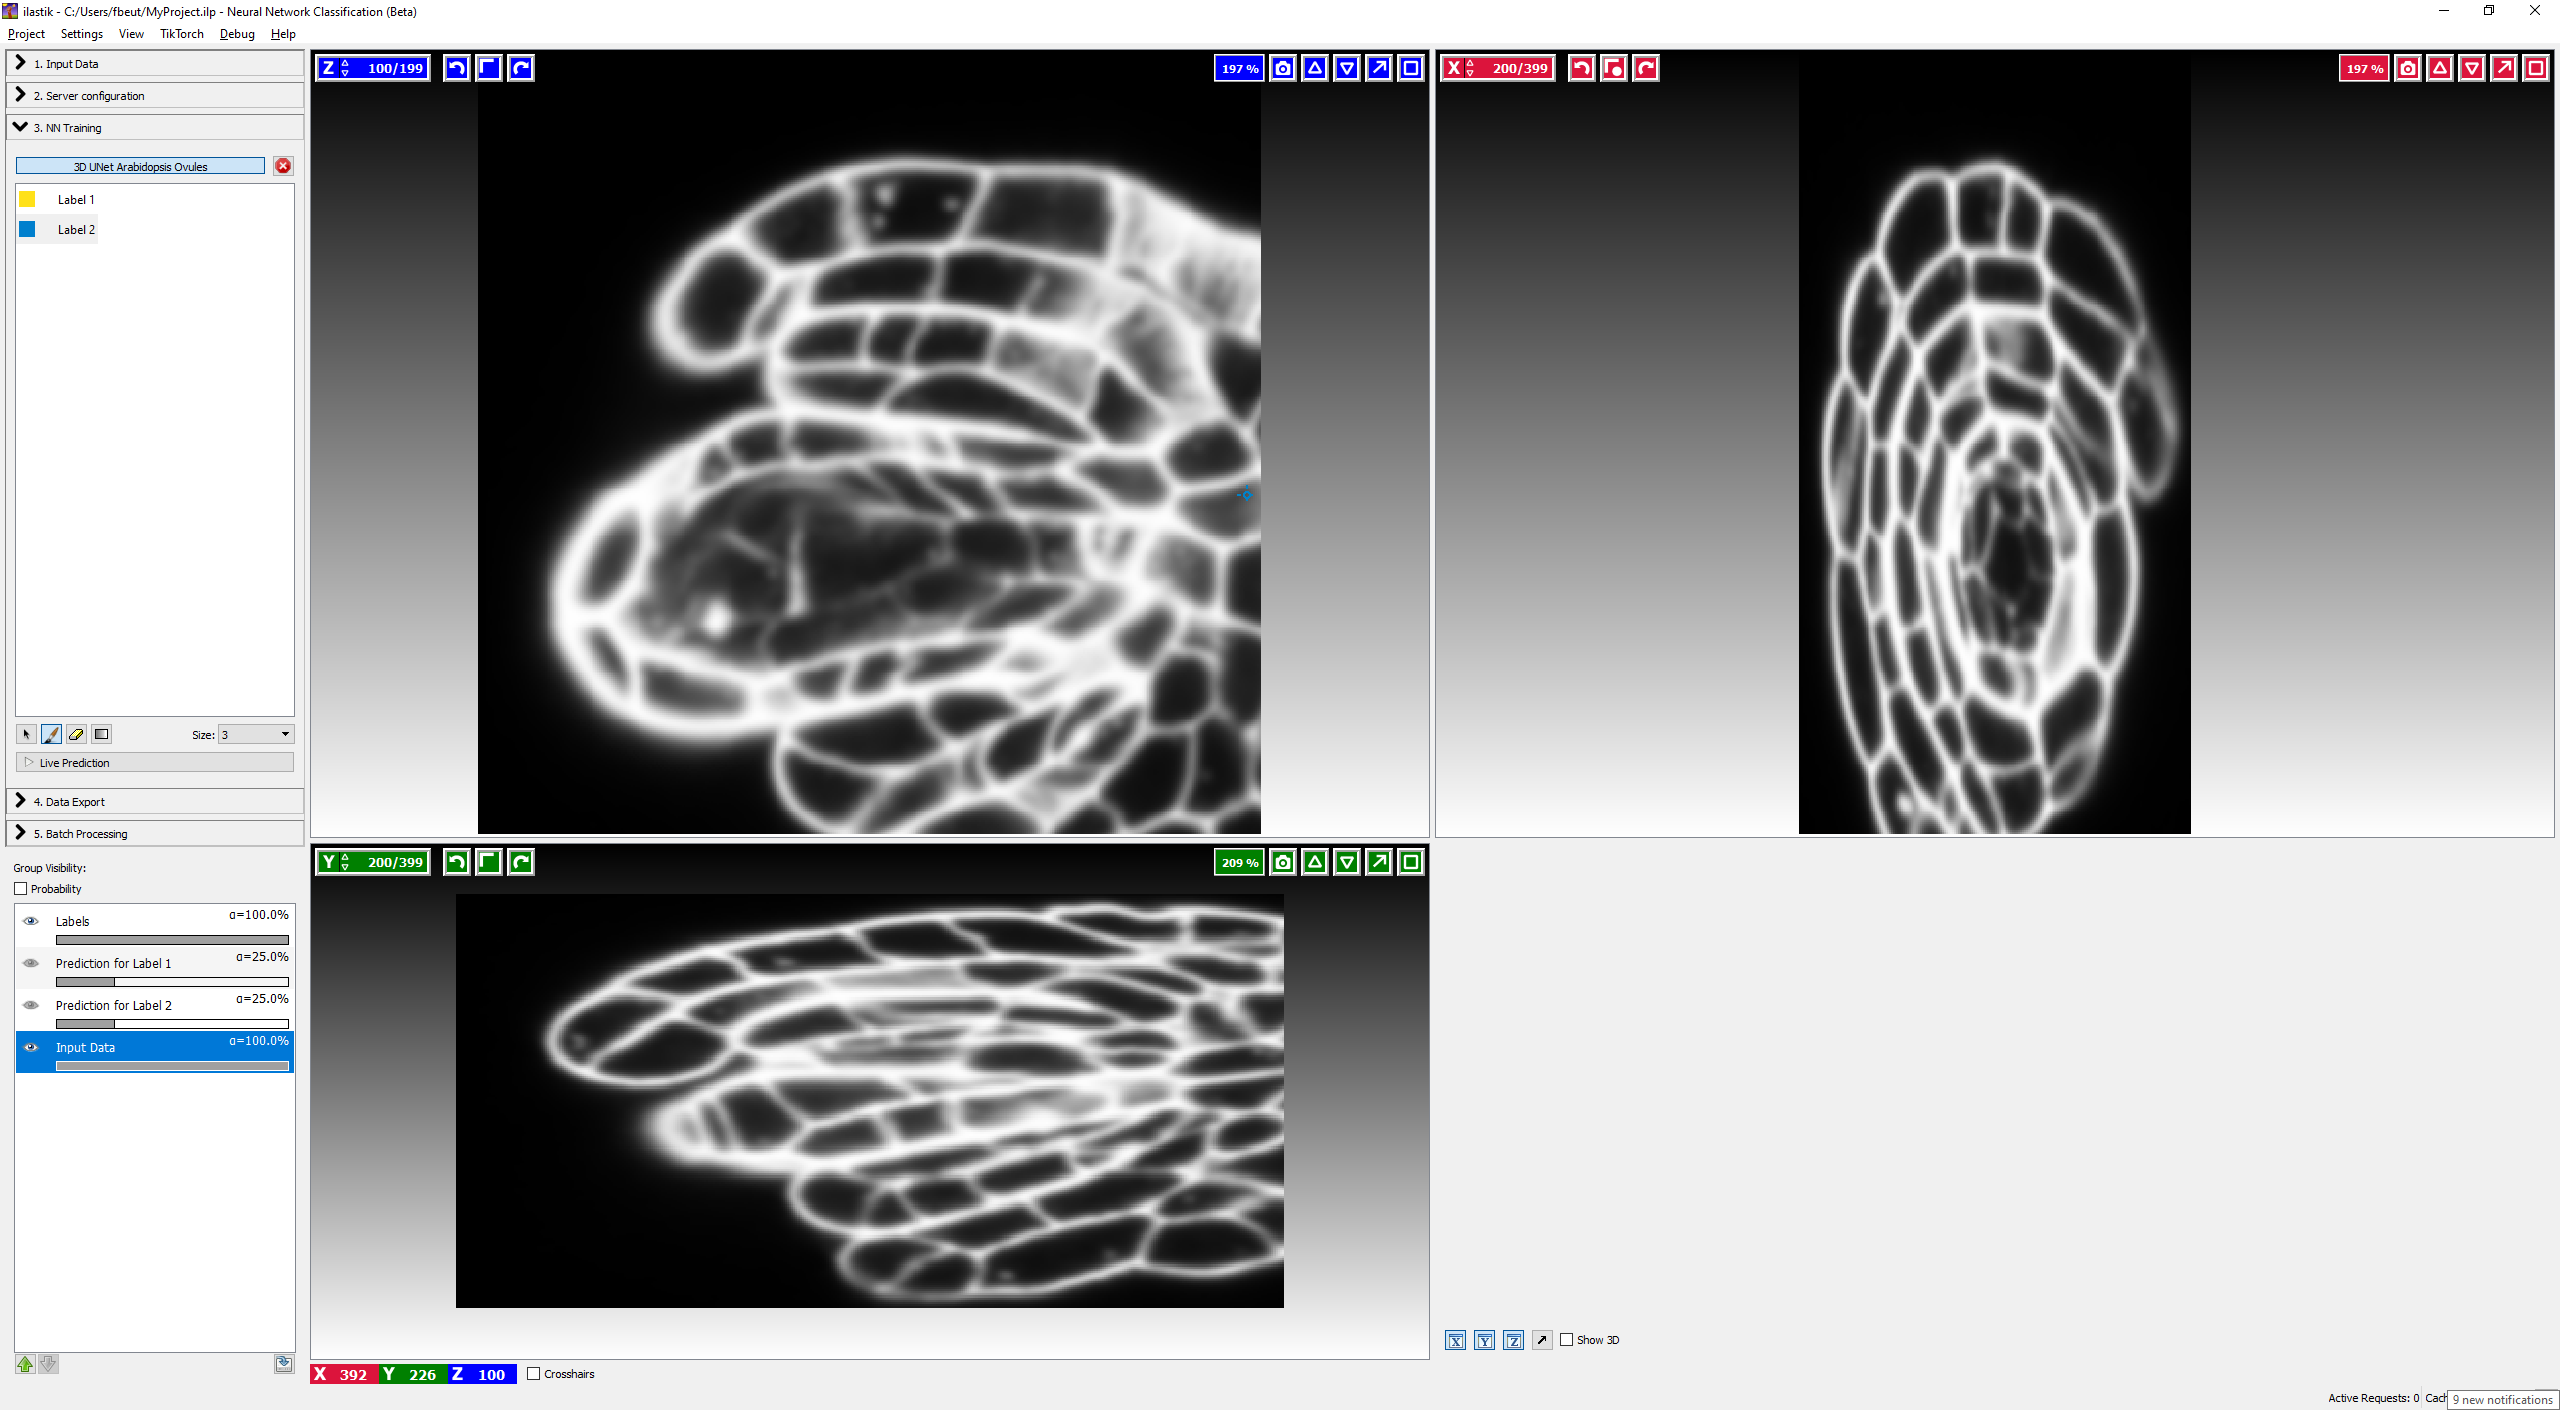 ilastik - C:/Users/fbeut/MyProject.ilp - Neural Network Classification (Beta)
Project Settings View TikTorch Debug Help
1. Input Data
2. Server configuration
3. NN Training
3D UNet Arabidopsis Ovules
Label 1
Label 2
Size: 3
Live Prediction
4. Data Export
5. Batch Processing
Group Visibility:
Probability
Labels α=100.0%
Prediction for Label 1 α=25.0%
Prediction for Label 2 α=25.0%
Input Data α=100.0%
Z 100/199 197 %
X 200/399 197 %
Y 200/399 209 %
X Y Z Show 3D
X 392 Y 226 Z 100 Crosshairs
Active Requests: 0 Cach
9 new notifications